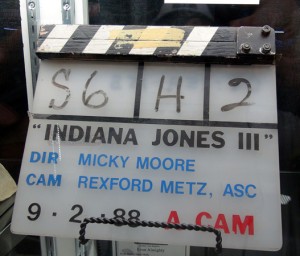 S6 H 2
"INDIANA JONES III"
DIR MICKY MOORE
CAM REXFORD METZ, ASC
9·2·88 A CAM